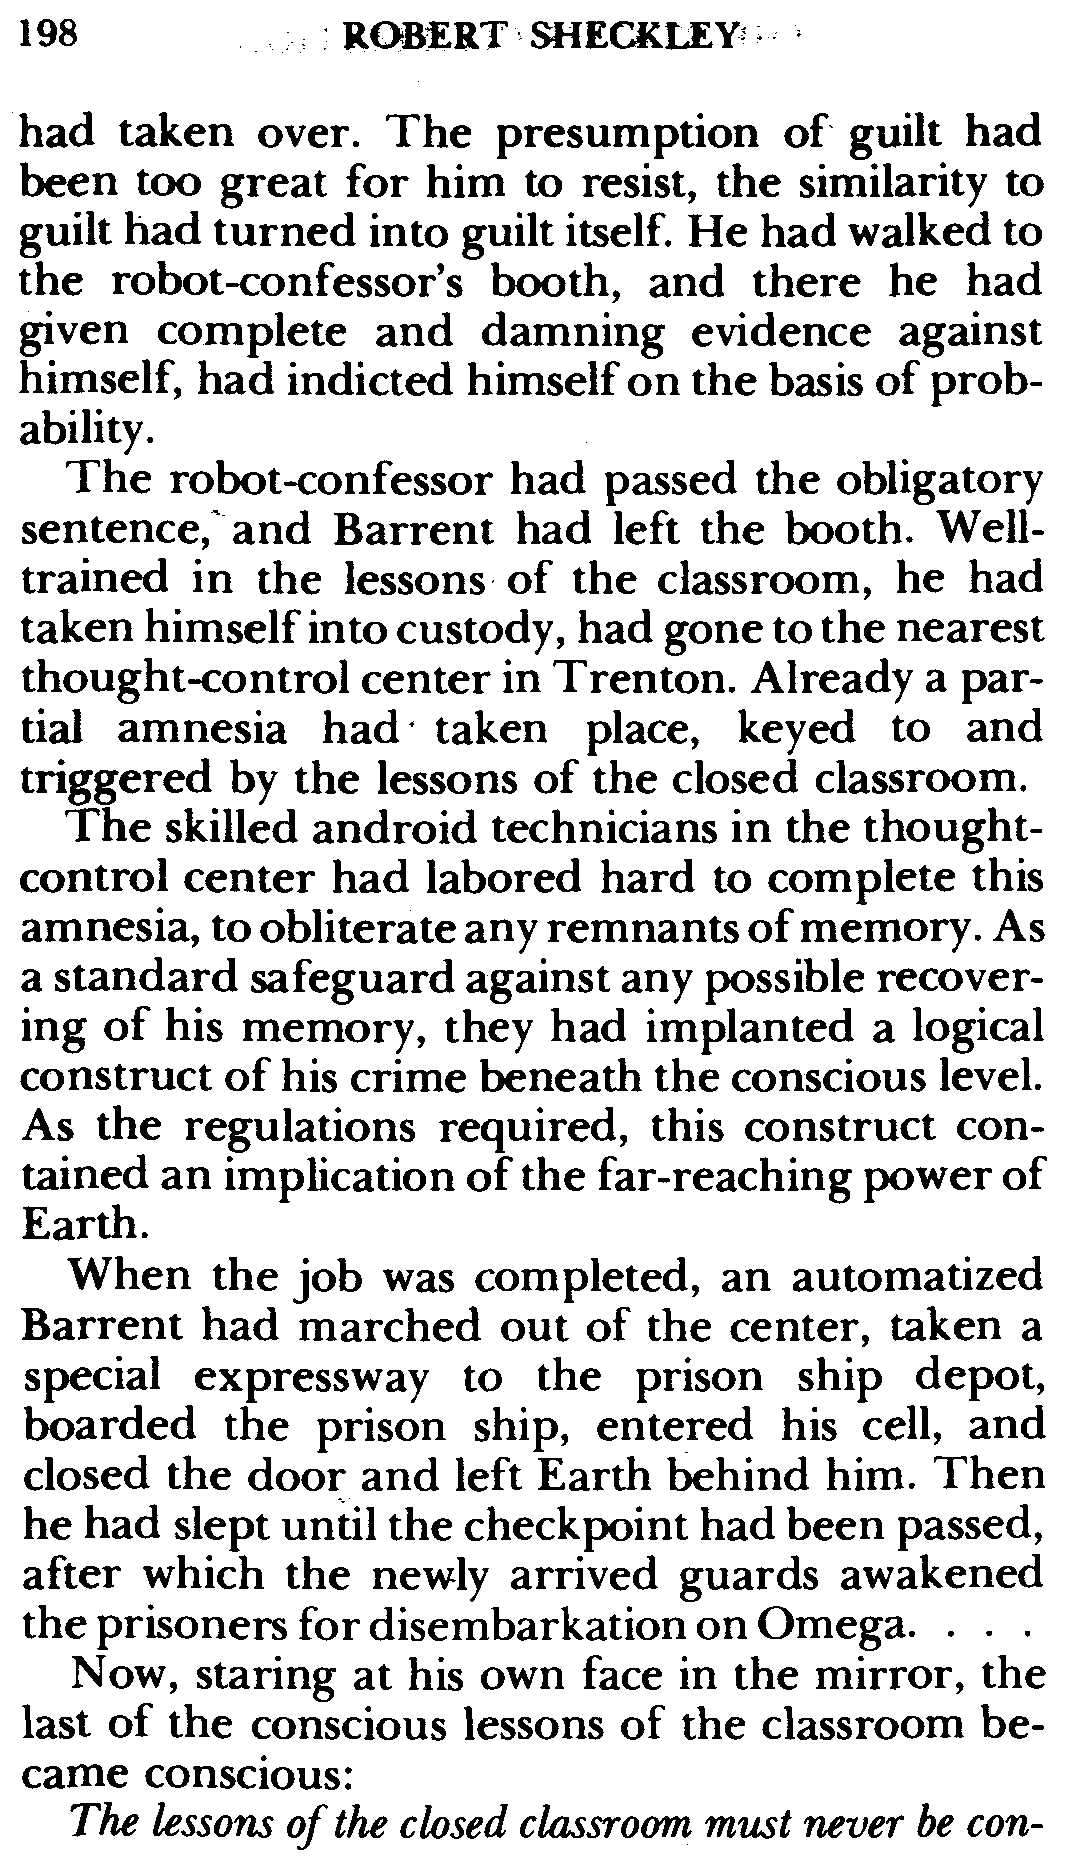 198 ROBERT SHECKLEY
had taken over. The presumption of guilt had
been too great for him to resist, the similarity to
guilt had turned into guilt itself. He had walked to
the robot-confessor's booth, and there he had
given complete and damning evidence against
himself, had indicted himself on the basis of prob-
ability.
The robot-confessor had passed the obligatory
sentence, and Barrent had left the booth. Well-
trained in the lessons of the classroom, he had
taken himself into custody, had gone to the nearest
thought-control center in Trenton. Already a par-
tial amnesia had taken place, keyed to and
triggered by the lessons of the closed classroom.
The skilled android technicians in the thought-
control center had labored hard to complete this
amnesia, to obliterate any remnants of memory. As
a standard safeguard against any possible recover-
ing of his memory, they had implanted a logical
construct of his crime beneath the conscious level.
As the regulations required, this construct con-
tained an implication of the far-reaching power of
Earth.
When the job was completed, an automatized
Barrent had marched out of the center, taken a
special expressway to the prison ship depot,
boarded the prison ship, entered his cell, and
closed the door and left Earth behind him. Then
he had slept until the checkpoint had been passed,
after which the newly arrived guards awakened
the prisoners for disembarkation on Omega. . . .
Now, staring at his own face in the mirror, the
last of the conscious lessons of the classroom be-
came conscious:
The lessons of the closed classroom must never be con-